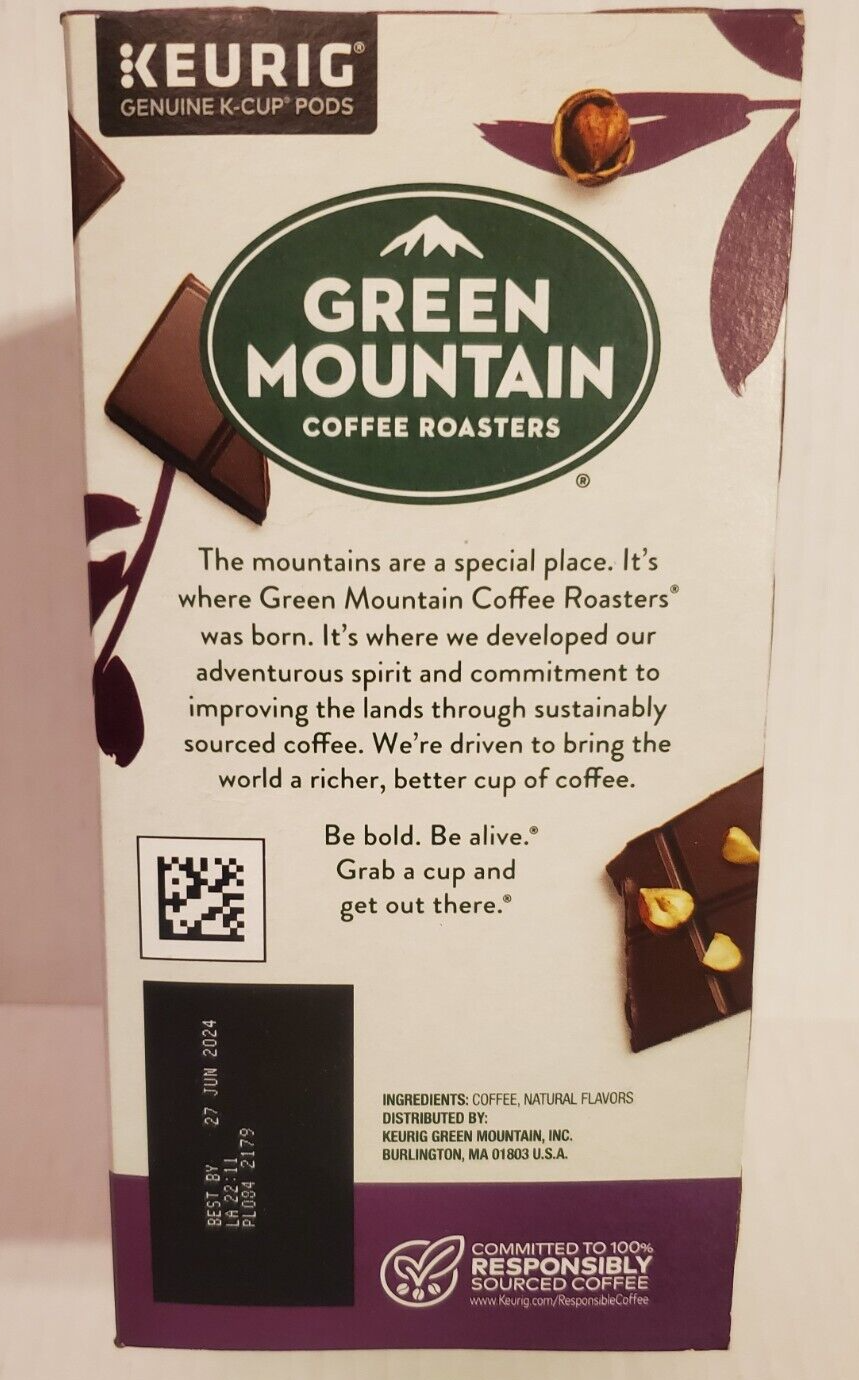 KEURIG®
GENUINE K-CUP® PODS
GREEN
MOUNTAIN
COFFEE ROASTERS
®
The mountains are a special place. It's
where Green Mountain Coffee Roasters®
was born. It's where we developed our
adventurous spirit and commitment to
improving the lands through sustainably
sourced coffee. We're driven to bring the
world a richer, better cup of coffee.
Be bold. Be alive.®
Grab a cup and
get out there.®
BEST BY 27 JUN 2024
LA 22:11
PL084 2179
INGREDIENTS: COFFEE, NATURAL FLAVORS
DISTRIBUTED BY:
KEURIG GREEN MOUNTAIN, INC.
BURLINGTON, MA 01803 U.S.A.
COMMITTED TO 100%
RESPONSIBLY
SOURCED COFFEE
www.Keurig.com/ResponsibleCoffee